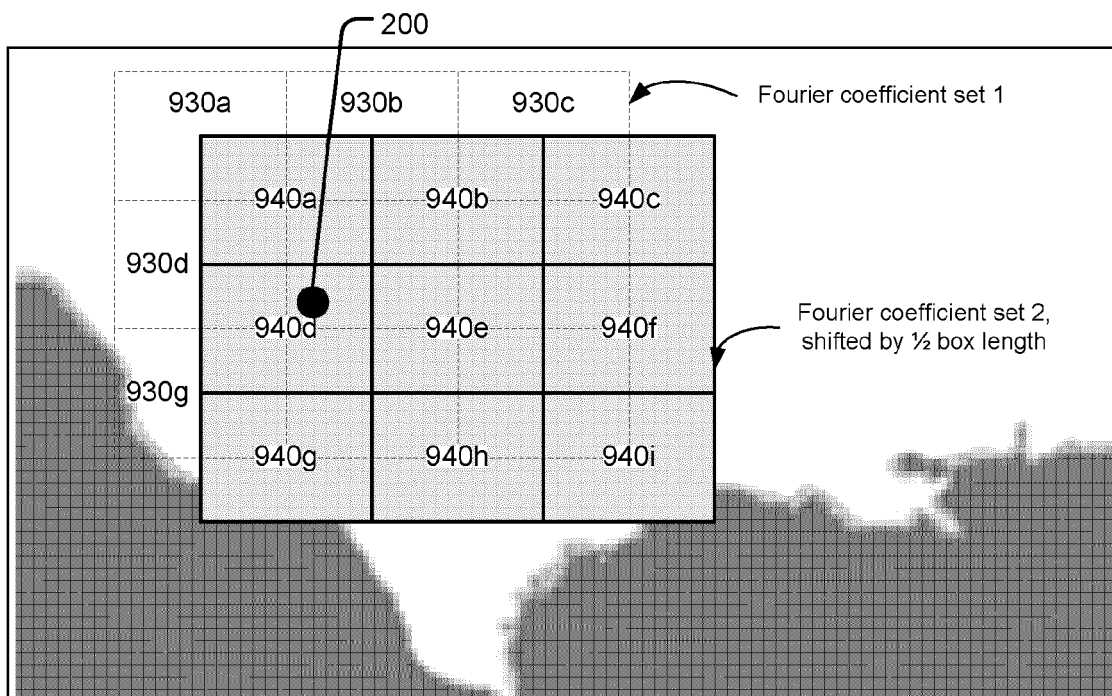 200
930a 930b 930c
Fourier coefficient set 1
940a 940b 940c
930d
940d 940e 940f
Fourier coefficient set 2,
shifted by ½ box length
930g
940g 940h 940i